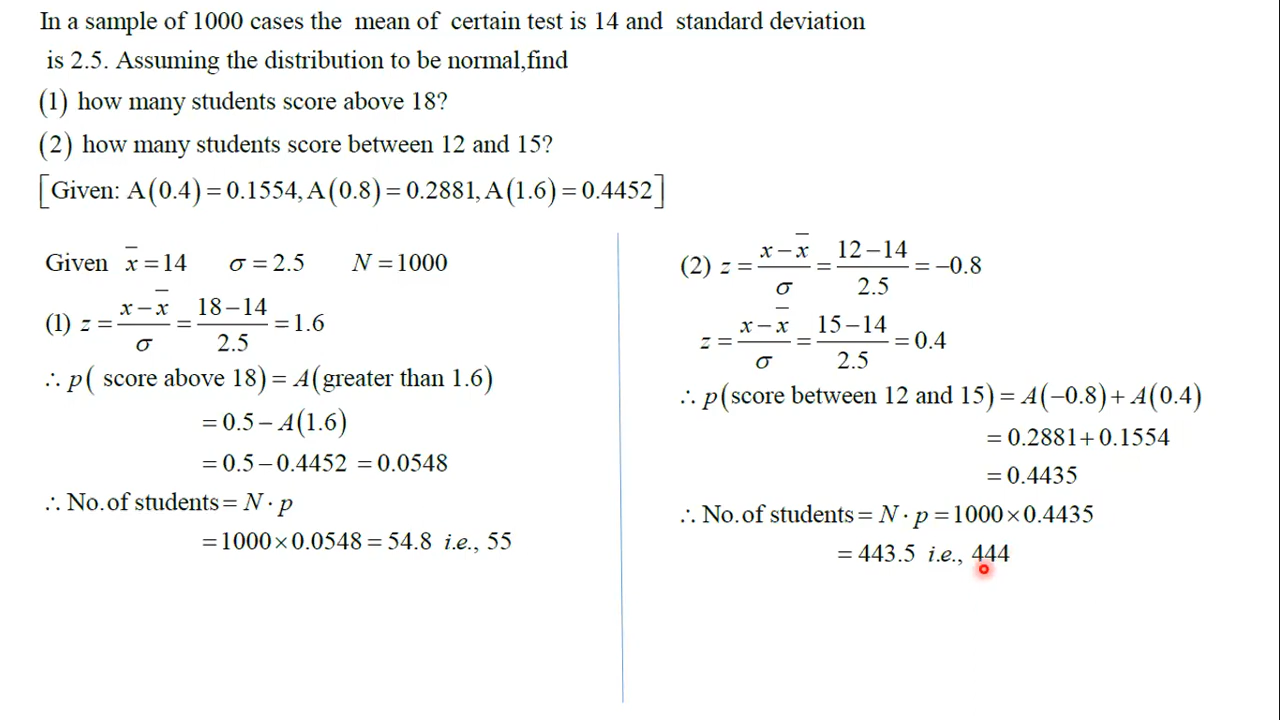 In a sample of 1000 cases the mean of certain test is 14 and standard deviation
is 2.5. Assuming the distribution to be normal,find
(1) how many students score above 18?
(2) how many students score between 12 and 15?
[Given: A(0.4) = 0.1554, A(0.8) = 0.2881, A(1.6) = 0.4452]
Given x̅ = 14 σ = 2.5 N = 1000
(1) z = (x − x̅)/σ = (18 − 14)/2.5 = 1.6
∴ p( score above 18) = A(greater than 1.6)
= 0.5 − A(1.6)
= 0.5 − 0.4452 = 0.0548
∴ No. of students = N · p
= 1000 × 0.0548 = 54.8 i.e., 55
(2) z = (x − x̅)/σ = (12 − 14)/2.5 = −0.8
z = (x − x̅)/σ = (15 − 14)/2.5 = 0.4
∴ p(score between 12 and 15) = A(−0.8) + A(0.4)
= 0.2881 + 0.1554
= 0.4435
∴ No. of students = N · p = 1000 × 0.4435
= 443.5 i.e., 444